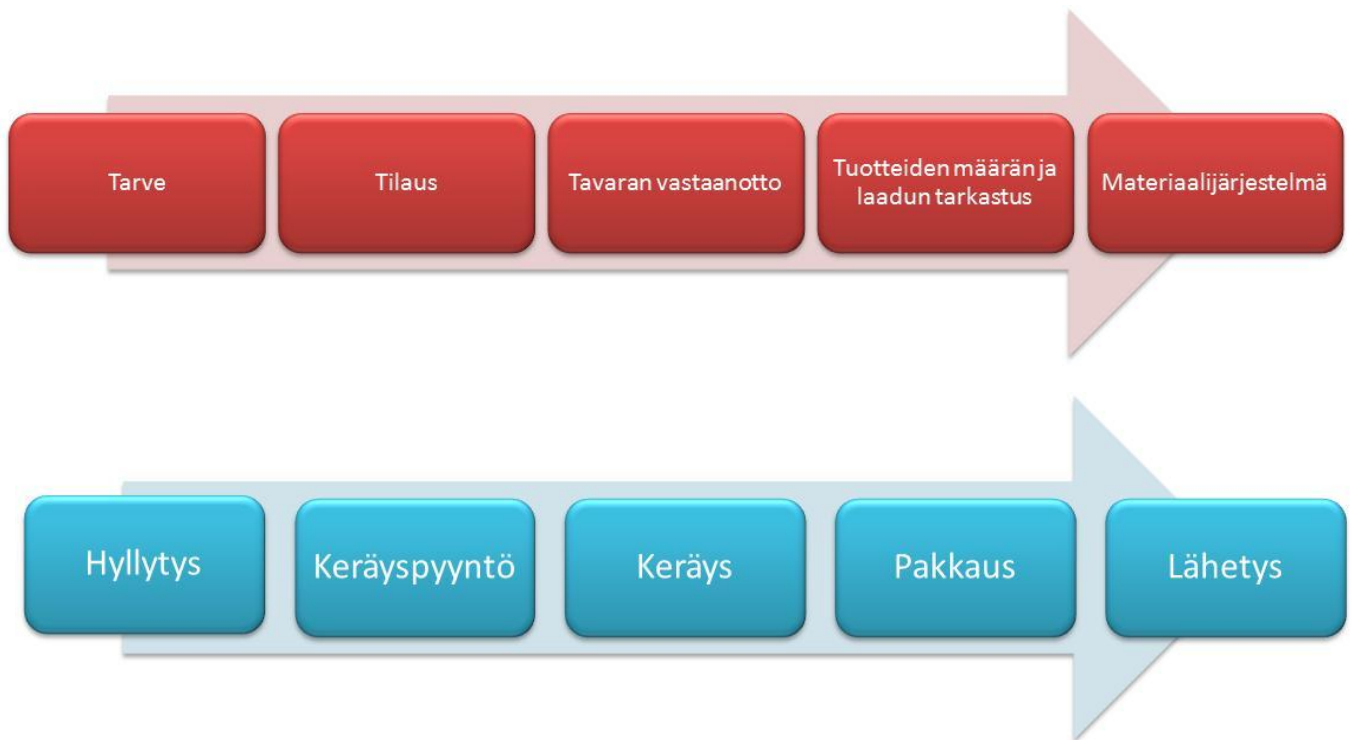 Tarve
Tilaus
Tavaran vastaanotto
Tuotteiden määrän ja
laadun tarkastus
Materiaalijärjestelmä
Hyllytys
Keräyspyyntö
Keräys
Pakkaus
Lähetys